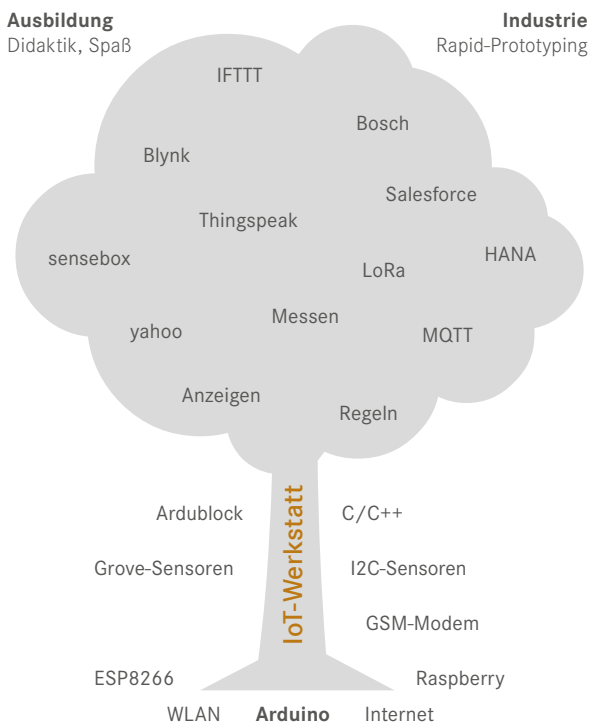 Ausbildung
Didaktik, Spaß
Industrie
Rapid-Prototyping
IFTTT
Bosch
Blynk
Salesforce
Thingspeak
sensebox
LoRa
HANA
Messen
yahoo
MQTT
Anzeigen
Regeln
IoT-Werkstatt
Ardublock
C/C++
Grove-Sensoren
I2C-Sensoren
GSM-Modem
ESP8266
Raspberry
WLAN Arduino Internet